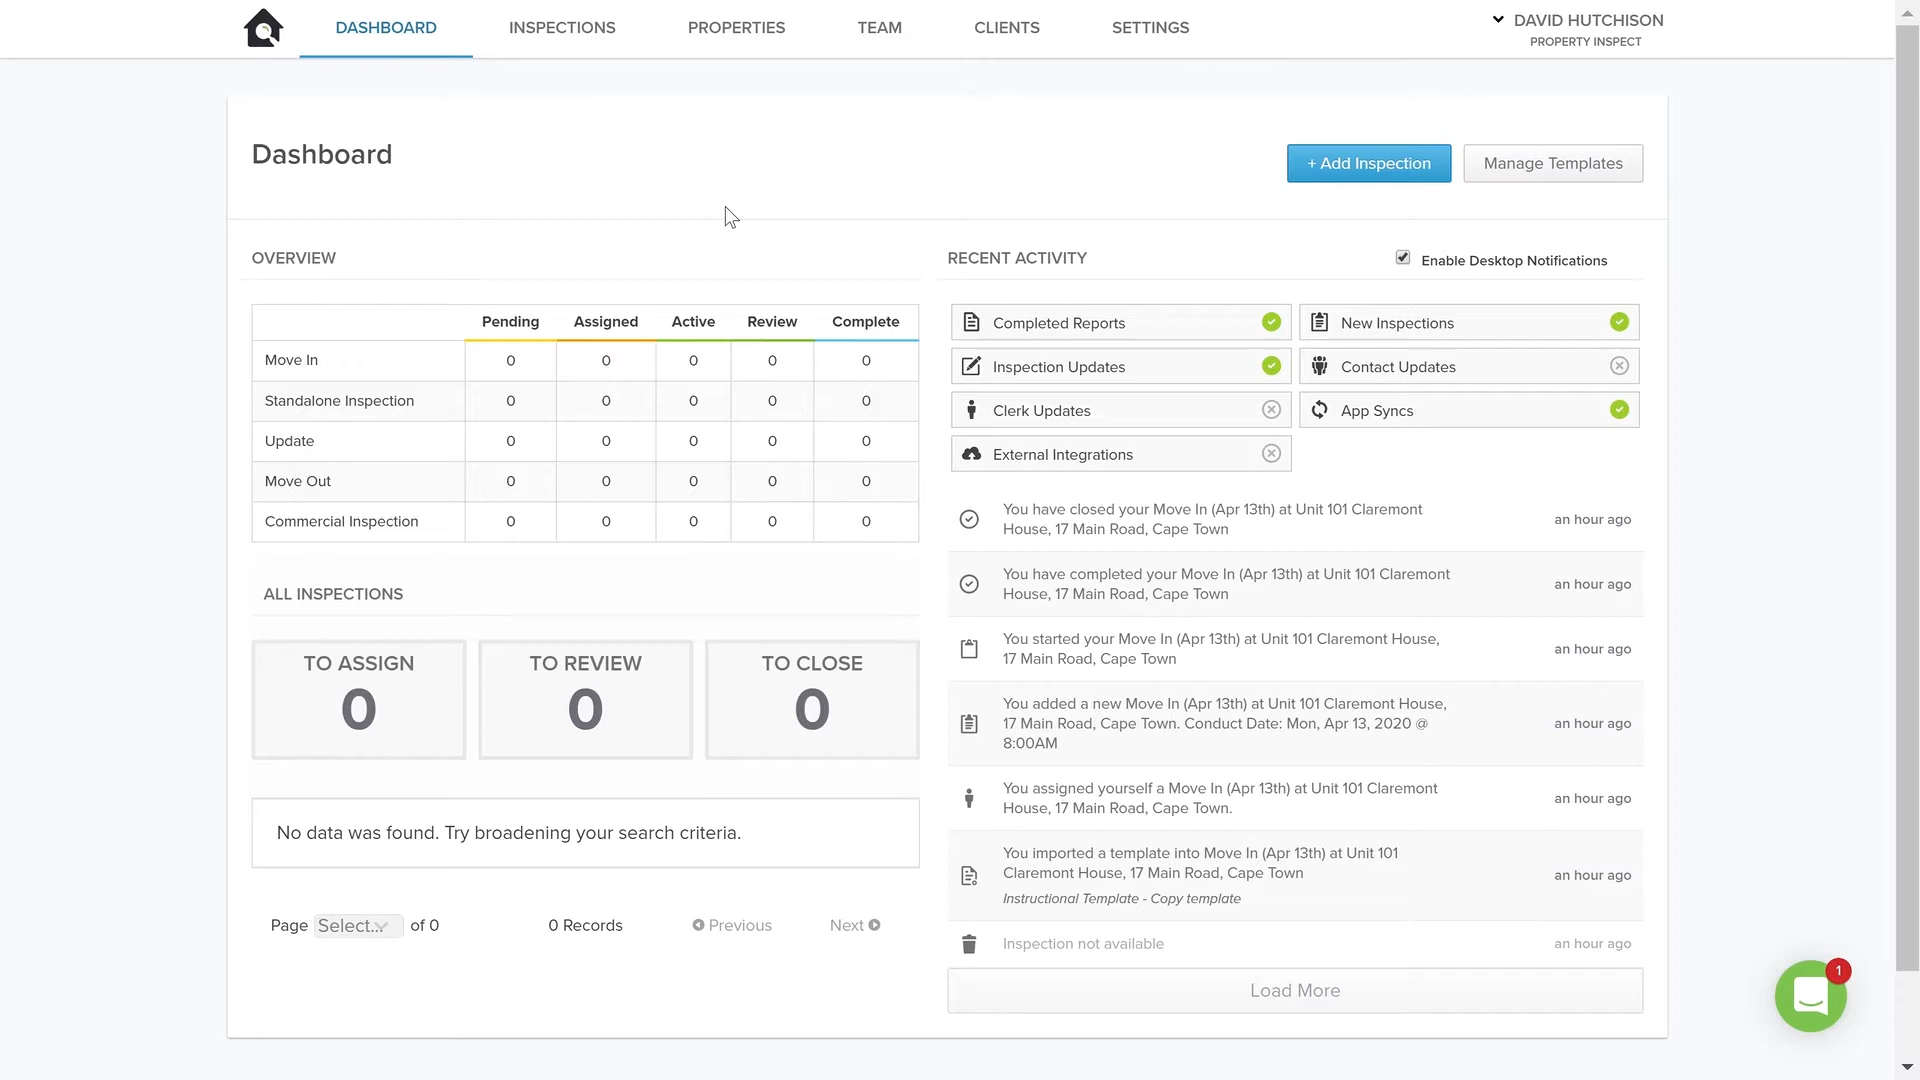 DASHBOARD
INSPECTIONS
PROPERTIES
TEAM
CLIENTS
SETTINGS
DAVID HUTCHISON
PROPERTY INSPECT
Dashboard
+ Add Inspection
Manage Templates
OVERVIEW
Pending Assigned Active Review Complete
Move In 0 0 0 0 0
Standalone Inspection 0 0 0 0 0
Update 0 0 0 0 0
Move Out 0 0 0 0 0
Commercial Inspection 0 0 0 0 0
ALL INSPECTIONS
TO ASSIGN
0
TO REVIEW
0
TO CLOSE
0
No data was found. Try broadening your search criteria.
Page Select... of 0
0 Records
Previous
Next
RECENT ACTIVITY
Enable Desktop Notifications
Completed Reports
New Inspections
Inspection Updates
Contact Updates
Clerk Updates
App Syncs
External Integrations
You have closed your Move In (Apr 13th) at Unit 101 Claremont
House, 17 Main Road, Cape Town
an hour ago
You have completed your Move In (Apr 13th) at Unit 101 Claremont
House, 17 Main Road, Cape Town
an hour ago
You started your Move In (Apr 13th) at Unit 101 Claremont House,
17 Main Road, Cape Town
an hour ago
You added a new Move In (Apr 13th) at Unit 101 Claremont House,
17 Main Road, Cape Town. Conduct Date: Mon, Apr 13, 2020 @
8:00AM
an hour ago
You assigned yourself a Move In (Apr 13th) at Unit 101 Claremont
House, 17 Main Road, Cape Town.
an hour ago
You imported a template into Move In (Apr 13th) at Unit 101
Claremont House, 17 Main Road, Cape Town
Instructional Template - Copy template
an hour ago
Inspection not available
an hour ago
Load More
1